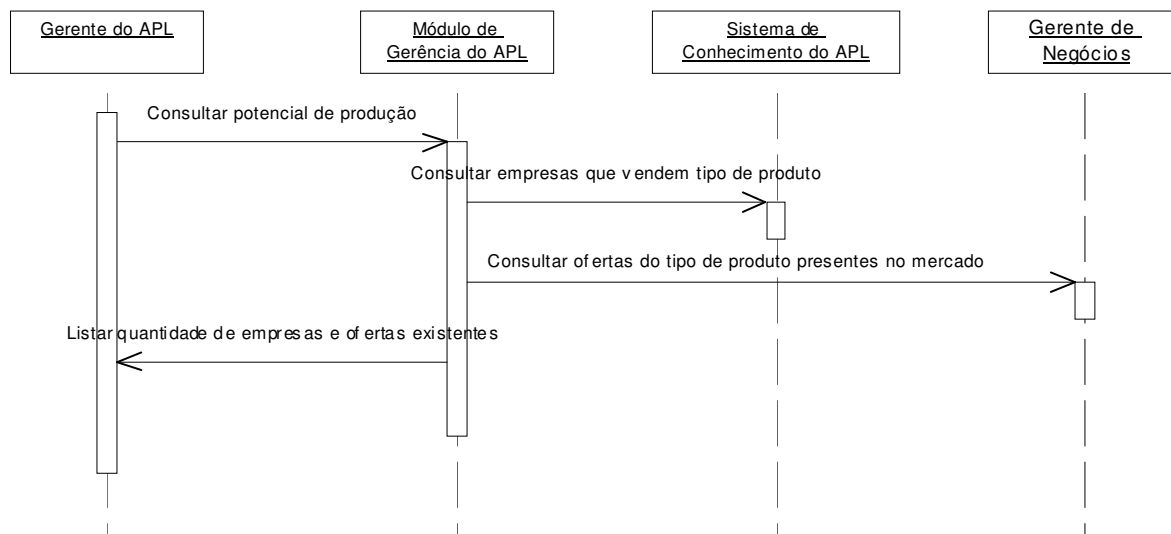 Gerente do APL
Módulo de
Gerência do APL
Sistema de
Conhecimento do APL
Gerente de
Negócios
Consultar potencial de produção
Consultar empresas que vendem tipo de produto
Consultar ofertas do tipo de produto presentes no mercado
Listar quantidade de empresas e ofertas existentes